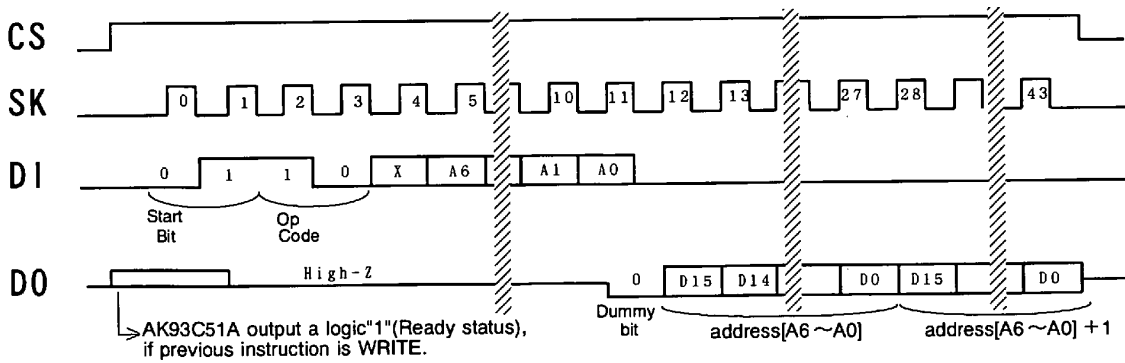 CS
SK 0 1 2 3 4 5 10 11 12 13 27 28 43
DI 0 1 1 0 X A6 A1 A0
Start Bit
Op Code
DO High-Z 0 D15 D14 D0 D15 D0
Dummy bit
address[A6~A0]
address[A6~A0]+1
AK93C51A output a logic"1"(Ready status),
if previous instruction is WRITE.